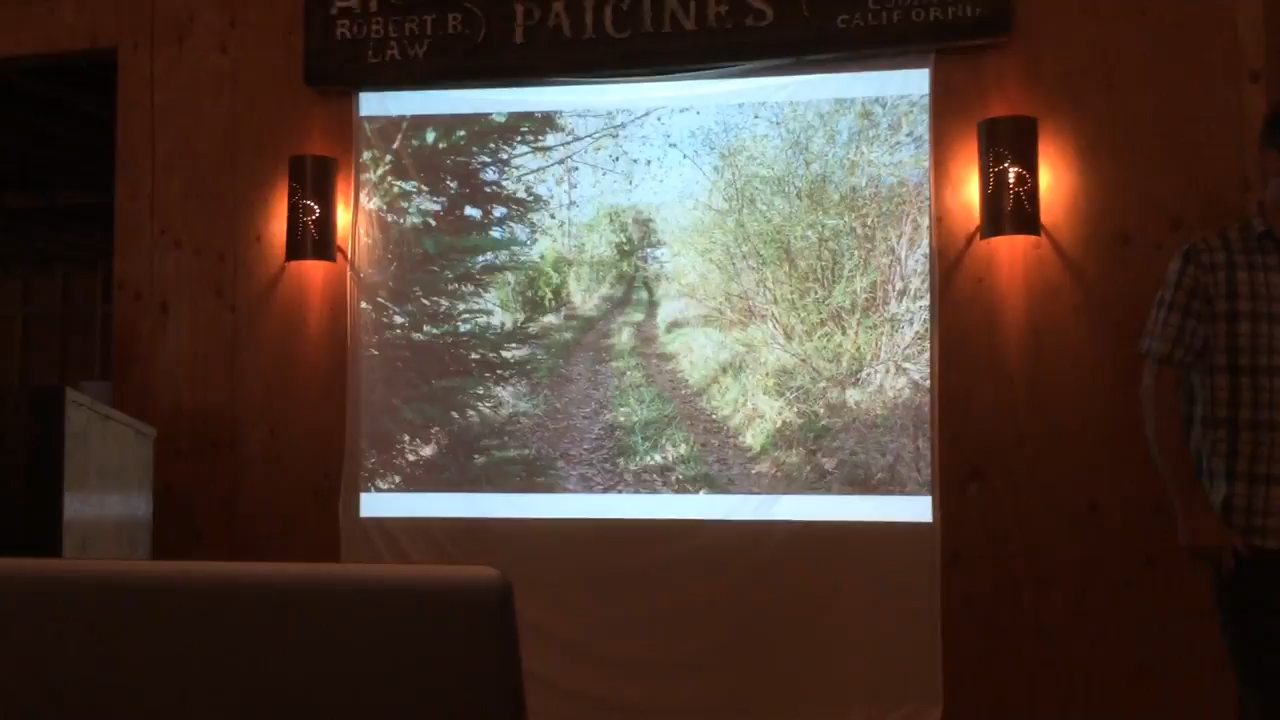 ROBERT. B.
LAW
PAICINES
CALIFORNIA
PR
PR